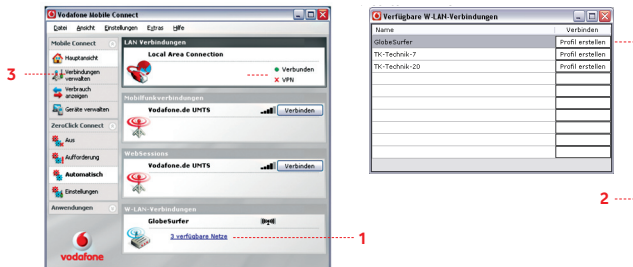 Vodafone Mobile Connect
Datei Ansicht Einstellungen Extras Hilfe
Mobile Connect
Hauptansicht
Verbindungen
verwalten
Verbrauch
anzeigen
Geräte verwalten
ZeroClick Connect
Aus
Aufforderung
Automatisch
Einstellungen
Anwendungen
vodafone
LAN Verbindungen
Local Area Connection
Verbunden
X VPN
Mobilfunkverbindungen
Vodafone.de UMTS
Verbinden
WebSessions
Vodafone.de UMTS
Verbinden
W-LAN-Verbindungen
GlobeSurfer
3 verfügbare Netze
3
1
Verfügbare W-LAN-Verbindungen
Name Verbinden
GlobeSurfer Profil erstellen
TK-Technik-7 Profil erstellen
TK-Technik-20 Profil erstellen
2